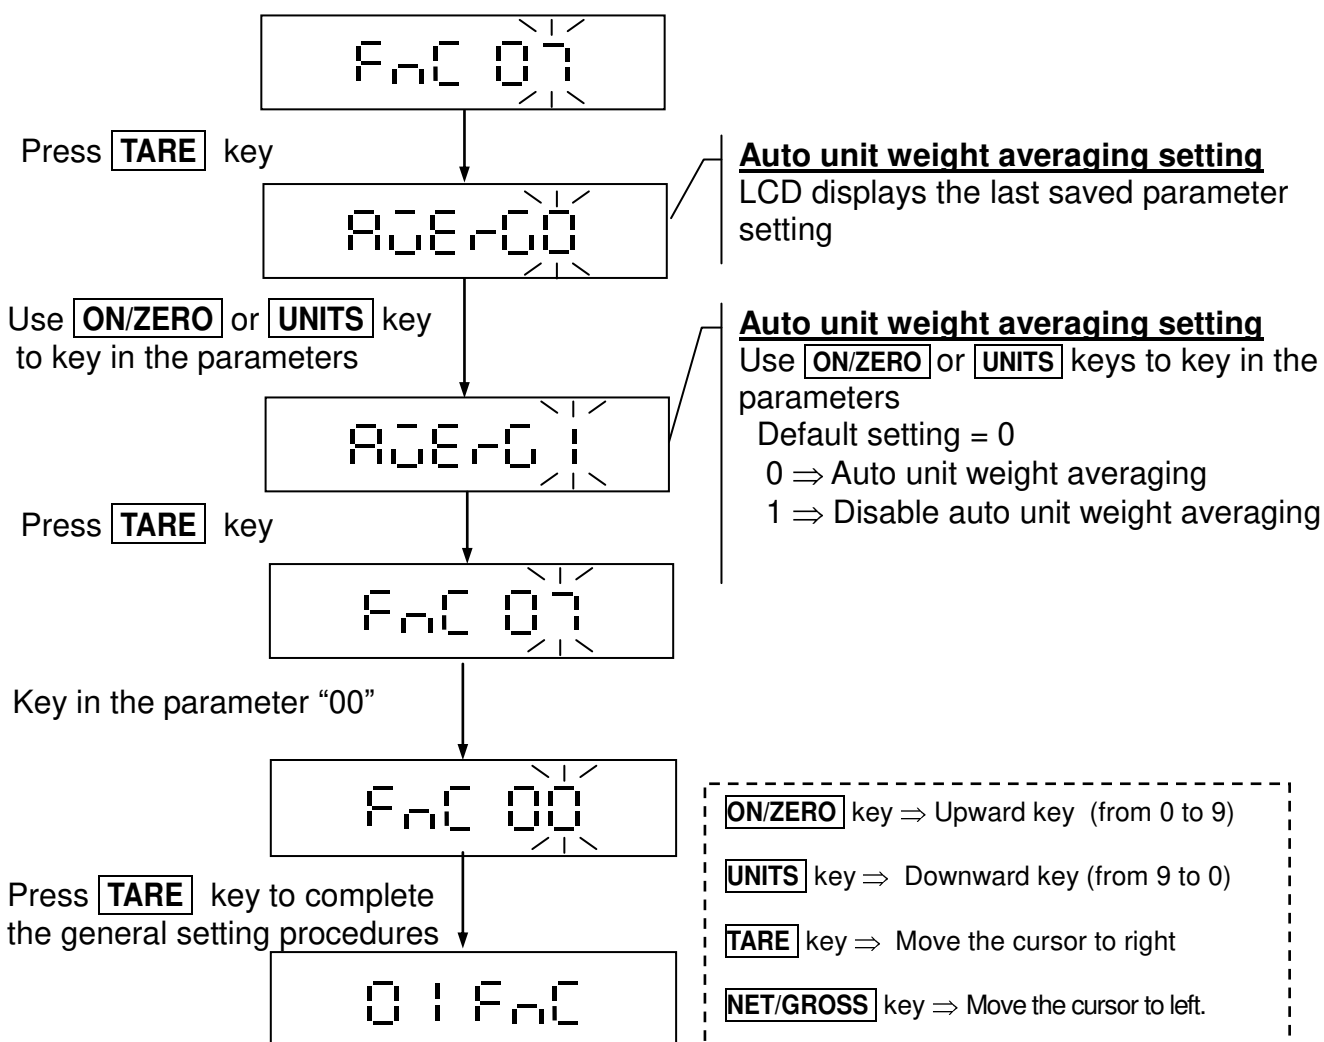 FnC 07
Press TARE key
AvErG0
Auto unit weight averaging setting
LCD displays the last saved parameter
setting
Use ON/ZERO or UNITS key
to key in the parameters
AvErG1
Auto unit weight averaging setting
Use ON/ZERO or UNITS keys to key in the
parameters
Default setting = 0
0 ⇒ Auto unit weight averaging
1 ⇒ Disable auto unit weight averaging
Press TARE key
FnC 07
Key in the parameter “00”
FnC 00
Press TARE key to complete
the general setting procedures
01 FnC
ON/ZERO key ⇒ Upward key (from 0 to 9)
UNITS key ⇒ Downward key (from 9 to 0)
TARE key ⇒ Move the cursor to right
NET/GROSS key ⇒ Move the cursor to left.